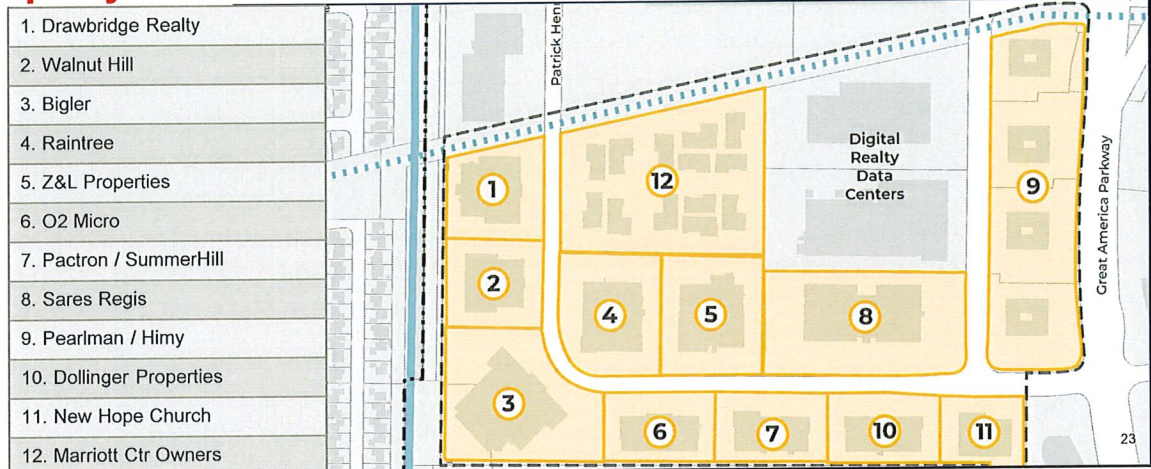 1. Drawbridge Realty
2. Walnut Hill
3. Bigler
4. Raintree
5. Z&L Properties
6. O2 Micro
7. Pactron / SummerHill
8. Sares Regis
9. Pearlman / Himy
10. Dollinger Properties
11. New Hope Church
12. Marriott Ctr Owners
Patrick Hen
Digital
Realty
Data
Centers
Great America Parkway
1
12
9
2
4
5
8
3
6
7
10
11
23